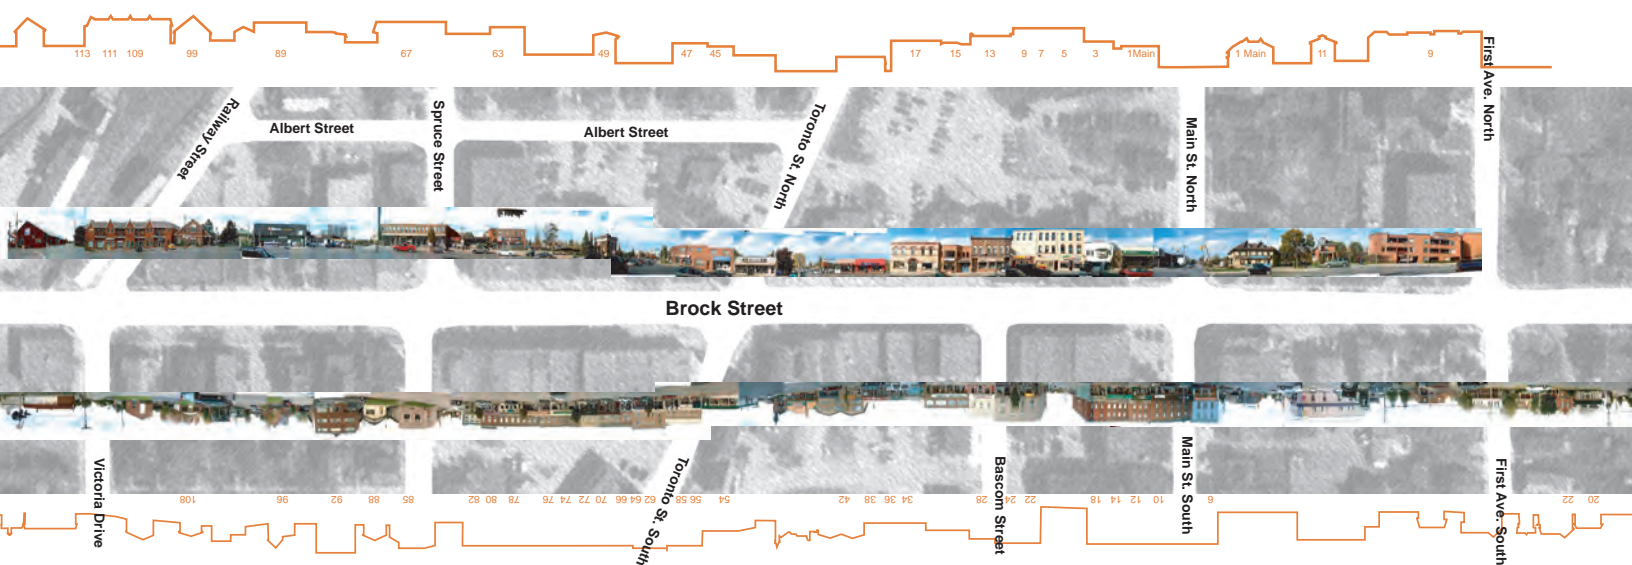 113 111 109 99 89 67 63 49 47 45 17 15 13 9 7 5 3 1Main 1 Main 11 9
First Ave. North
Railway Street
Albert Street
Spruce Street
Albert Street
Toronto St. North
Main St. North
Brock Street
Victoria Drive
Toronto St. South
Bascom Street
Main St. South
First Ave. South
108 96 92 88 85 82 80 78 76 74 72 70 66 64 62 58 56 54 42 38 36 34 28 24 22 18 14 12 10 6 22 20